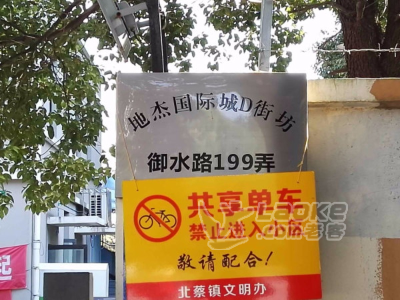 地杰国际城D街坊
御水路199弄
共享单车
禁止进入小区
敬请配合!
北蔡镇文明办
起